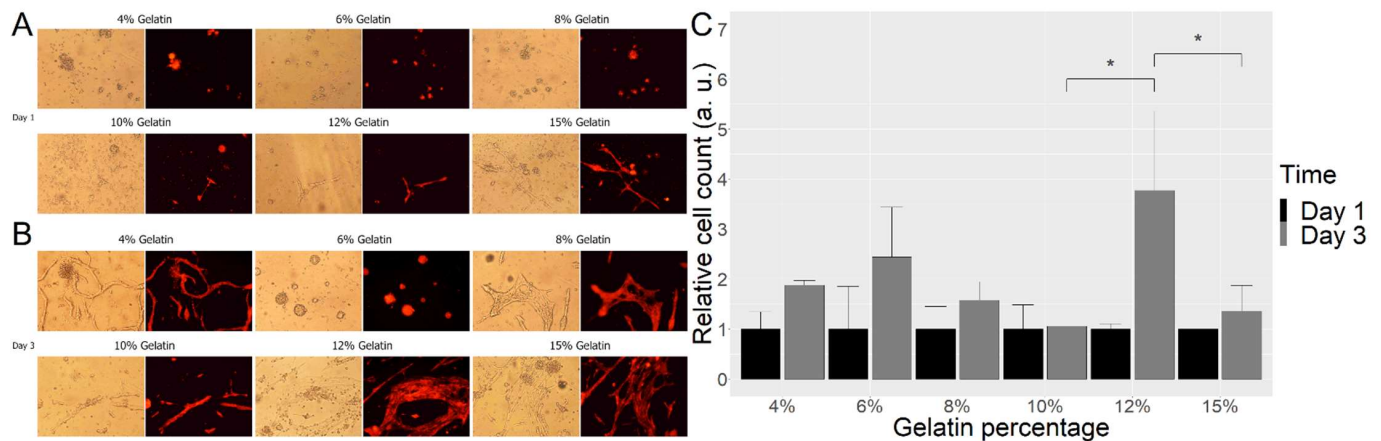 A
4% Gelatin 6% Gelatin 8% Gelatin
Day 1
10% Gelatin 12% Gelatin 15% Gelatin
B
4% Gelatin 6% Gelatin 8% Gelatin
Day 3
10% Gelatin 12% Gelatin 15% Gelatin
C
Relative cell count (a. u.)
7
6
5
4
3
2
1
0
* *
4% 6% 8% 10% 12% 15%
Gelatin percentage
Time
Day 1
Day 3